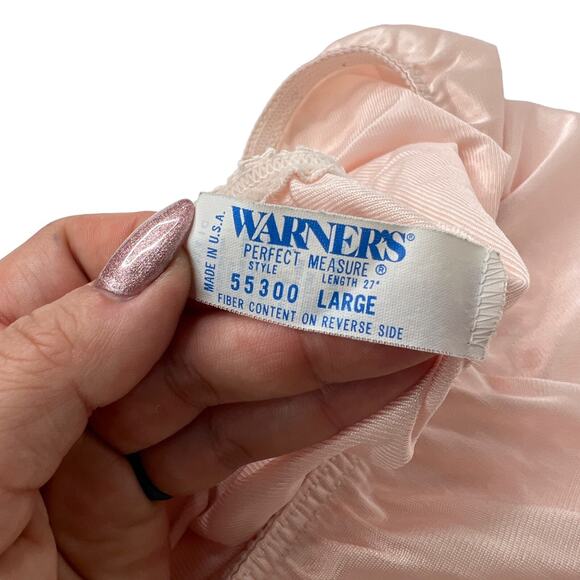 MADE IN U.S.A.
WARNER'S®
PERFECT MEASURE®
STYLE LENGTH 27"
55300 LARGE
FIBER CONTENT ON REVERSE SIDE